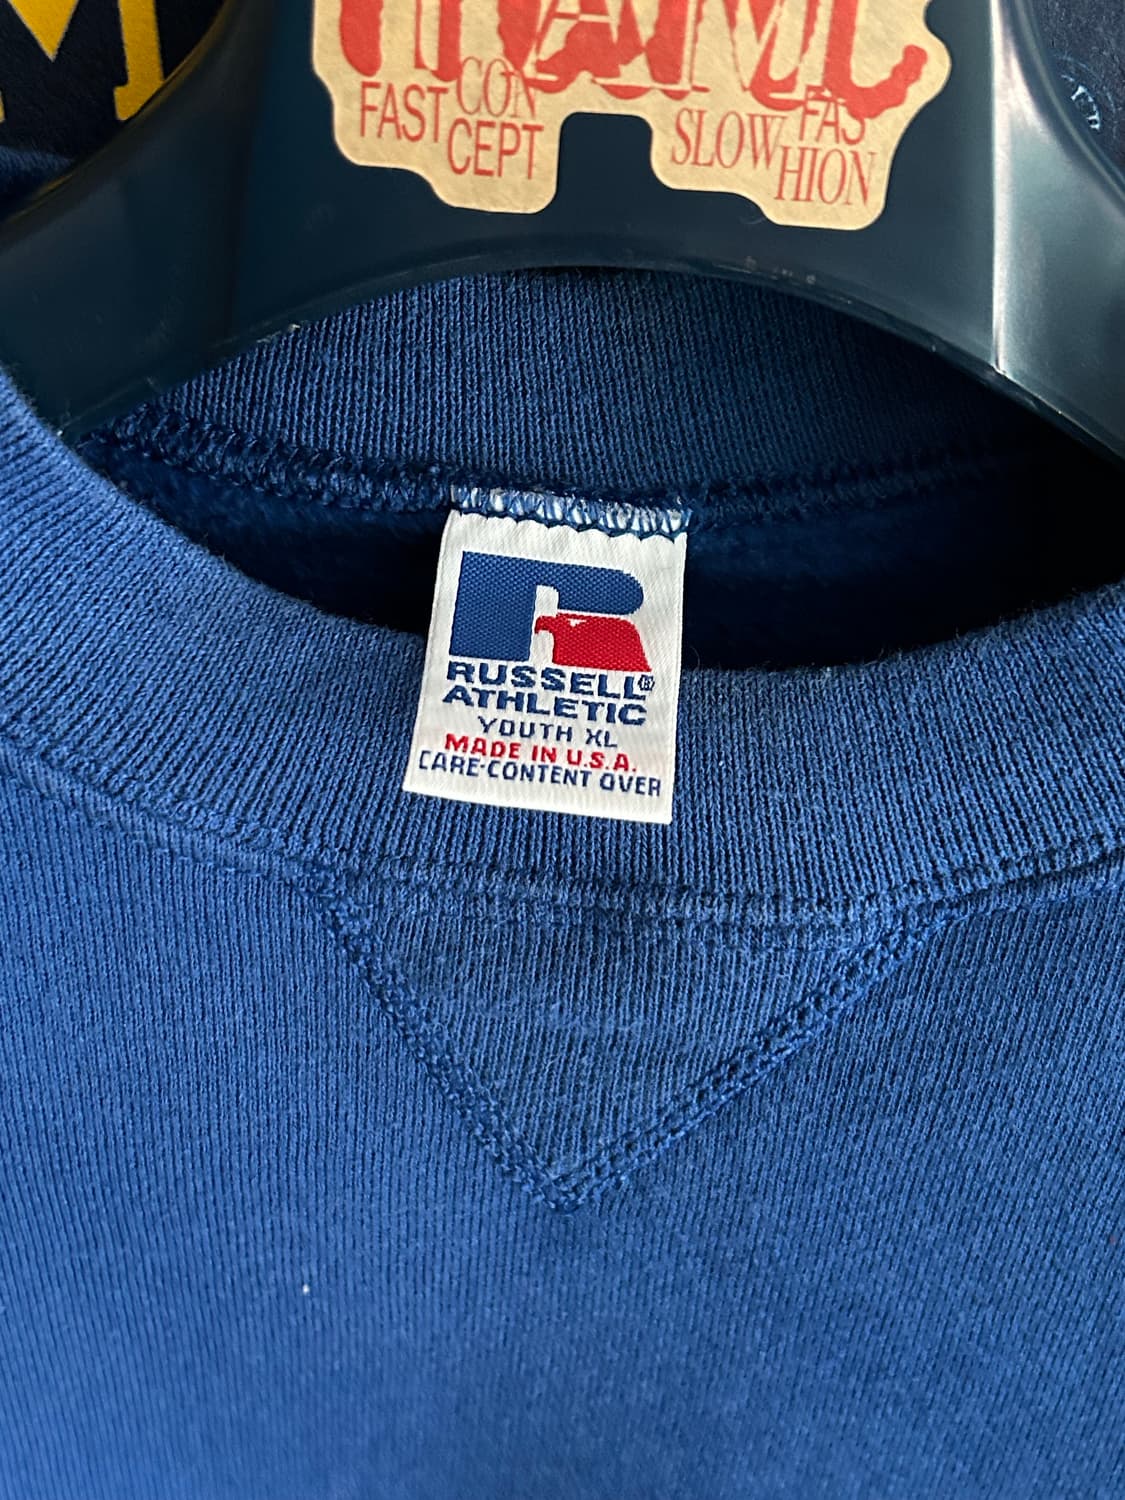 FAST CON
CEPT
SLOW FAS
HION
RUSSELL®
ATHLETIC
YOUTH XL
MADE IN U.S.A.
CARE-CONTENT OVER